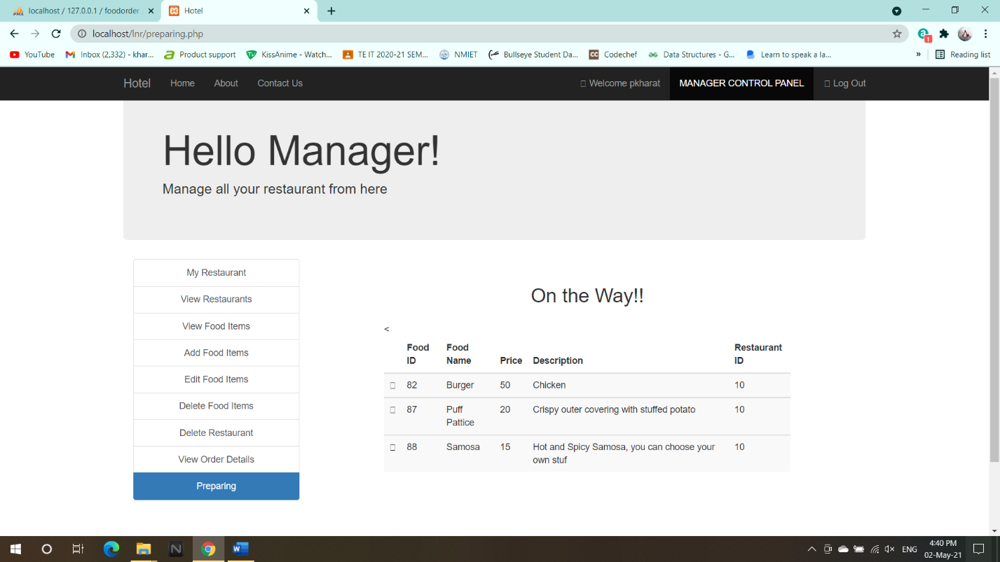 localhost / 127.0.0.1 / foodorder
Hotel
localhost/lnr/preparing.php
YouTube
Inbox (2,332) - khar...
Product support
KissAnime - Watch...
TE IT 2020-21 SEM...
NMIET
Bullseye Student Da...
Codechef
Data Structures - G...
Learn to speak a la...
»
Reading list
Hotel Home About Contact Us Welcome pkharat MANAGER CONTROL PANEL Log Out
Hello Manager!
Manage all your restaurant from here
My Restaurant
View Restaurants
View Food Items
Add Food Items
Edit Food Items
Delete Food Items
Delete Restaurant
View Order Details
Preparing
On the Way!!
<
Food ID Food Name Price Description Restaurant ID
82 Burger 50 Chicken 10
87 Puff Pattice 20 Crispy outer covering with stuffed potato 10
88 Samosa 15 Hot and Spicy Samosa, you can choose your own stuf 10
ENG
4:40 PM
02-May-21